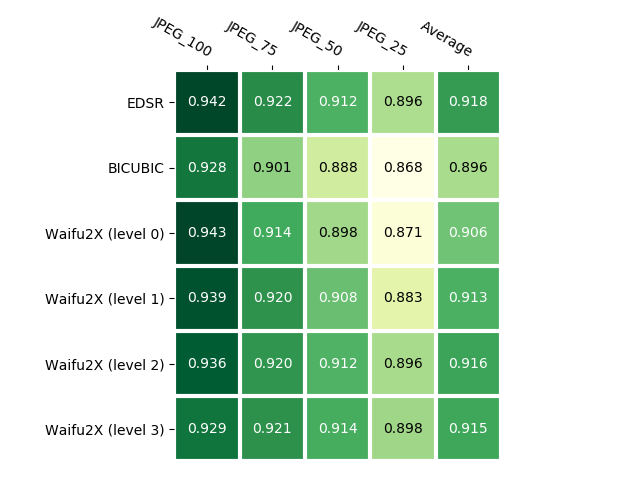 JPEG_100 JPEG_75 JPEG_50 JPEG_25 Average
EDSR 0.942 0.922 0.912 0.896 0.918
BICUBIC 0.928 0.901 0.888 0.868 0.896
Waifu2X (level 0) 0.943 0.914 0.898 0.871 0.906
Waifu2X (level 1) 0.939 0.920 0.908 0.883 0.913
Waifu2X (level 2) 0.936 0.920 0.912 0.896 0.916
Waifu2X (level 3) 0.929 0.921 0.914 0.898 0.915